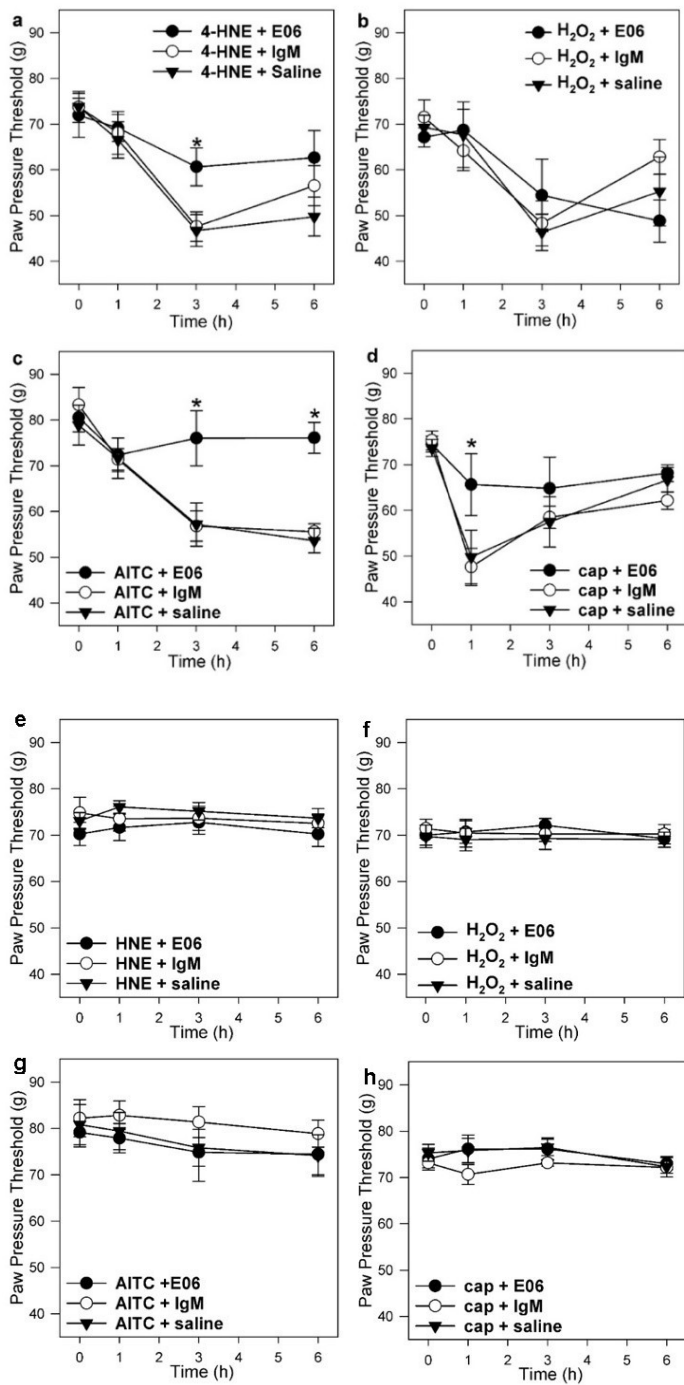 a
4-HNE + E06
4-HNE + IgM
4-HNE + Saline
*
Paw Pressure Threshold (g)
90
80
70
60
50
40
0 1 2 3 4 5 6
Time (h)
b
H₂O₂ + E06
H₂O₂ + IgM
H₂O₂ + saline
Paw Pressure Threshold (g)
90
80
70
60
50
40
0 1 2 3 4 5 6
Time (h)
c
* *
Paw Pressure Threshold (g)
90
80
70
60
50
40
AITC + E06
AITC + IgM
AITC + saline
0 1 2 3 4 5 6
Time (h)
d
*
Paw Pressure Threshold (g)
90
80
70
60
50
40
cap + E06
cap + IgM
cap + saline
0 1 2 3 4 5 6
Time (h)
e
Paw Pressure Threshold (g)
90
80
70
60
50
40
HNE + E06
HNE + IgM
HNE + saline
0 1 2 3 4 5 6
Time (h)
f
Paw Pressure Threshold (g)
90
80
70
60
50
40
H₂O₂ + E06
H₂O₂ + IgM
H₂O₂ + saline
0 1 2 3 4 5 6
Time (h)
g
Paw Pressure Threshold (g)
90
80
70
60
50
40
AITC +E06
AITC + IgM
AITC + saline
0 1 2 3 4 5 6
Time (h)
h
Paw Pressure Threshold (g)
90
80
70
60
50
40
cap + E06
cap + IgM
cap + saline
0 1 2 3 4 5 6
Time (h)